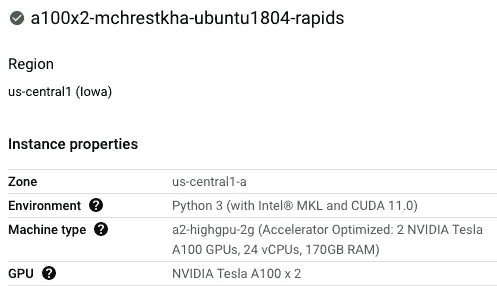 a100x2-mchrestkha-ubuntu1804-rapids
Region
us-central1 (Iowa)
Instance properties
Zone us-central1-a
Environment ? Python 3 (with Intel® MKL and CUDA 11.0)
Machine type ? a2-highgpu-2g (Accelerator Optimized: 2 NVIDIA Tesla
A100 GPUs, 24 vCPUs, 170GB RAM)
GPU ? NVIDIA Tesla A100 x 2